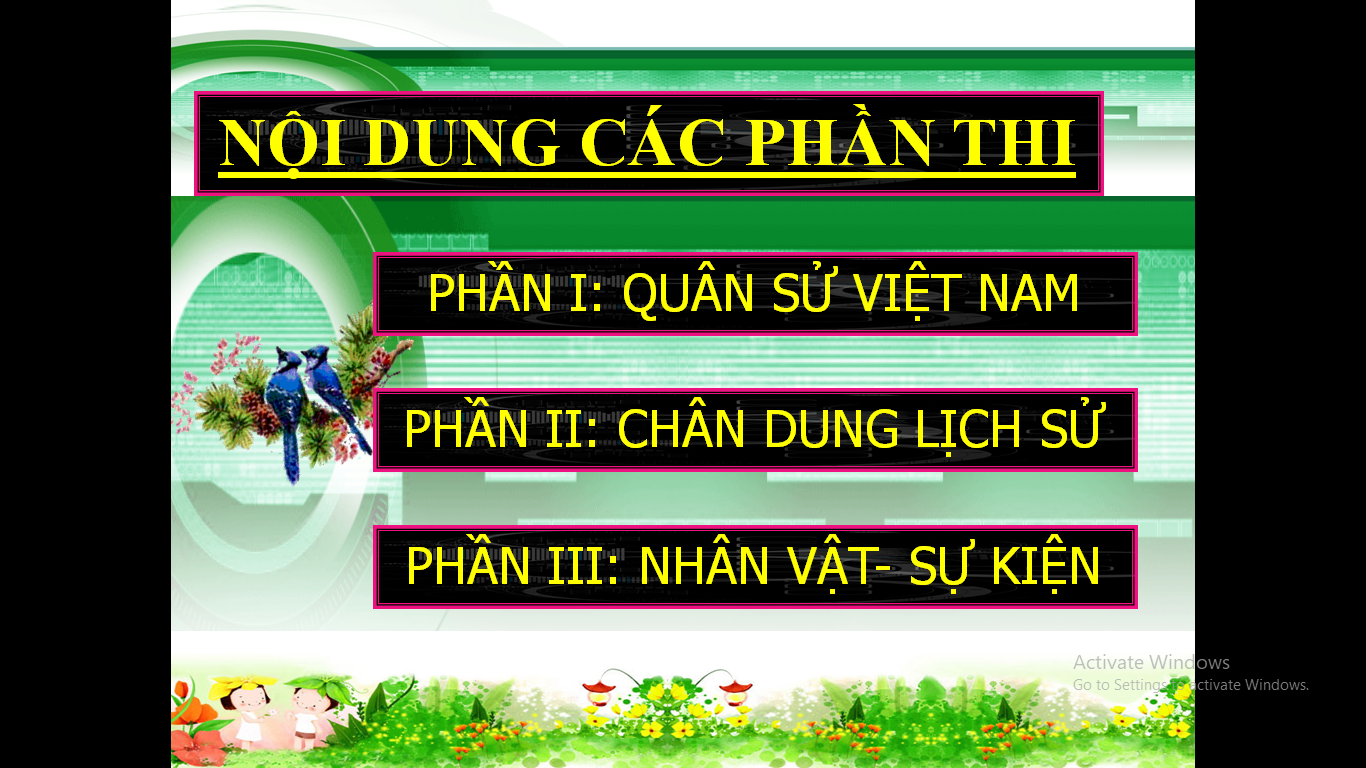 NỘI DUNG CÁC PHẦN THI
PHẦN I: QUÂN SỬ VIỆT NAM
PHẦN II: CHÂN DUNG LỊCH SỬ
PHẦN III: NHÂN VẬT- SỰ KIỆN
Activate Windows
Go to Settings to activate Windows.